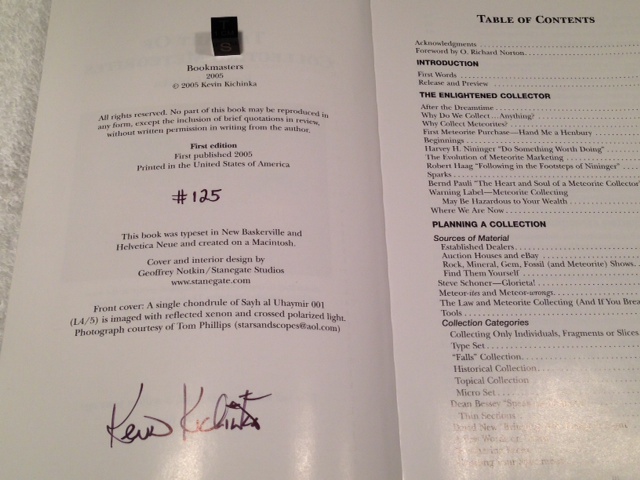 S
Bookmasters
2005
© 2005 Kevin Kichinka
All rights reserved. No part of this book may be reproduced in
any form, except the inclusion of brief quotations in review,
without written permission in writing from the author.
First edition
First published 2005
Printed in the United States of America
#125
This book was typeset in New Baskerville and
Helvetica Neue and created on a Macintosh.
Cover and interior design by
Geoffrey Notkin/Stanegate Studios
www.stanegate.com
Front cover: A single chondrule of Sayh al Uhaymir 001
(L4/5) is imaged with reflected xenon and crossed polarized light.
Photograph courtesy of Tom Phillips (starsandscopes@aol.com)
Kevin Kichinka
TABLE OF CONTENTS
Acknowledgments
Foreword by O. Richard Norton
INTRODUCTION
First Words
Release and Preview
THE ENLIGHTENED COLLECTOR
After the Dreamtime
Why Do We Collect...Anything?
Why Collect Meteorites?
First Meteorite Purchase—Hand Me a Henbury
Beginnings
Harvey H. Nininger "Do Something Worth Doing"
The Evolution of Meteorite Marketing
Robert Haag "Following in the Footsteps of Nininger"
Sparks
Bernd Pauli "The Heart and Soul of a Meteorite Collector"
Warning Label—Meteorite Collecting
May Be Hazardous to Your Wealth
Where We Are Now
PLANNING A COLLECTION
Sources of Material
Established Dealers
Auction Houses and eBay
Rock, Mineral, Gem, Fossil (and Meteorite) Shows
Find Them Yourself
Steve Schoner—Glorieta!
Meteor-ites and Meteor-wrongs
The Law and Meteorite Collecting (And If You Brea
Tools
Collection Categories
Collecting Only Individuals, Fragments or Slices
Type Set
"Falls" Collection
Historical Collection
Topical Collection
Micro Set
Dean Bessey
Thin Sections
David New